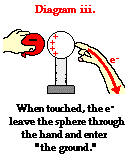 Diagram iii.
S
+
+
+
e-
When touched, the e-
leave the sphere through
the hand and enter
"the ground."